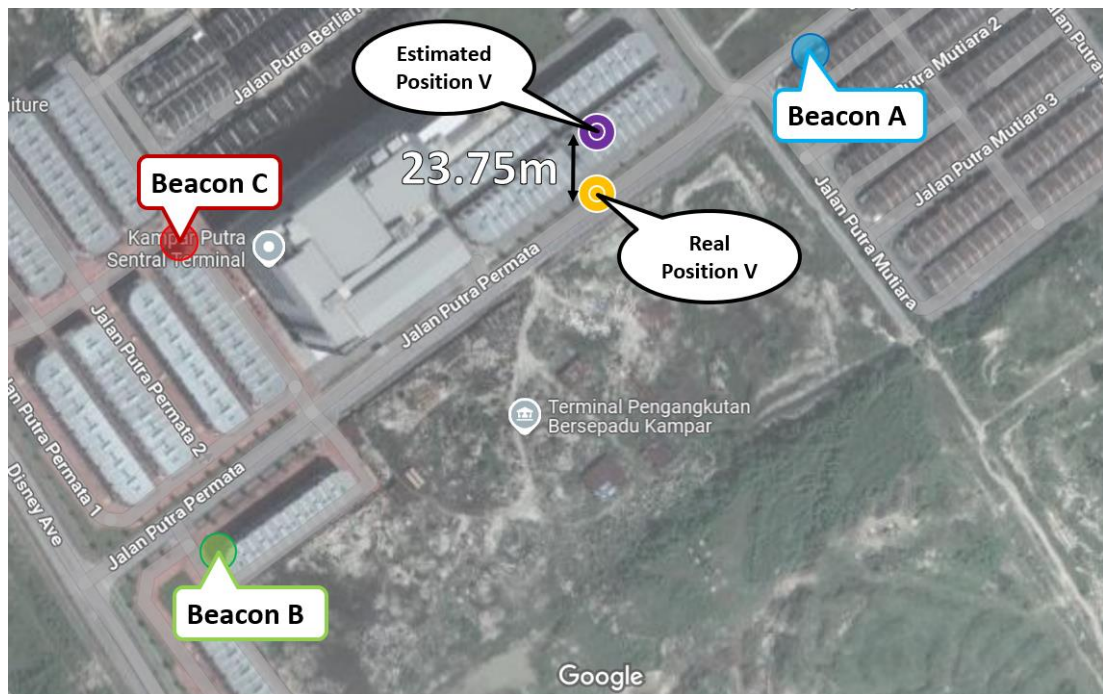 Jalan Putra Berlian
Estimated
Position V
Jalan Putra Mutiara 2
Beacon A
Jalan Putra Mutiara 3
23.75m
Beacon C
Kampar Putra
Sentral Terminal
Real
Position V
Jalan Putra Mutiara
Jalan Putra Permata
Terminal Pengangkutan
Bersepadu Kampar
Jalan Putra Permata 2
Jalan Putra Permata 1
Disney Ave
Jalan Putra Permata
Beacon B
Google